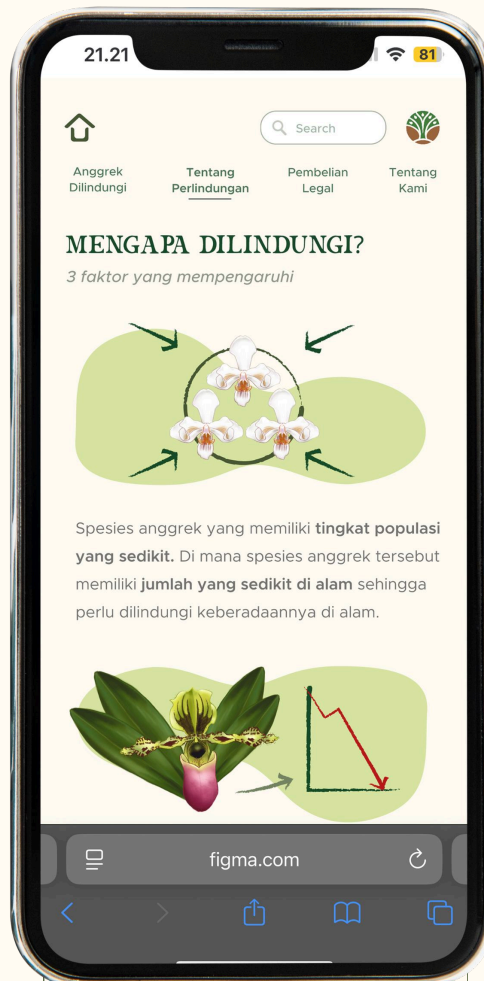 21.21
81
Search
Anggrek
Dilindungi
Tentang
Perlindungan
Pembelian
Legal
Tentang
Kami
MENGAPA DILINDUNGI?
3 faktor yang mempengaruhi
Spesies anggrek yang memiliki tingkat populasi
yang sedikit. Di mana spesies anggrek tersebut
memiliki jumlah yang sedikit di alam sehingga
perlu dilindungi keberadaannya di alam.
figma.com